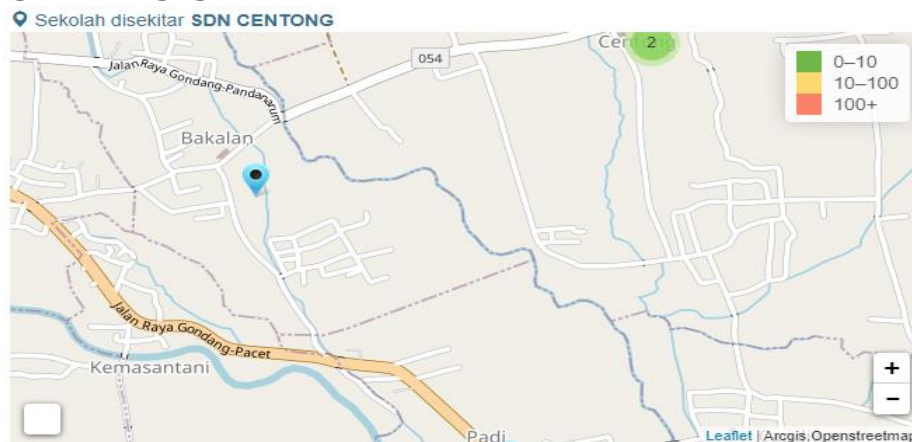 Sekolah disekitar SDN CENTONG
Centong
2
054
0–10
10–100
100+
Jalan Raya Gondang-Pandanarum
Bakalan
Jalan Raya Gondang-Pacet
Kemasantani
Padi
+
−
Leaflet | Arcgis,Openstreetmap